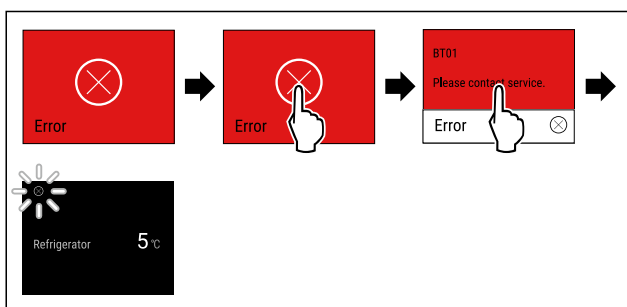 Error
Error
BT01
Please contact service.
Error
Refrigerator 5 °C